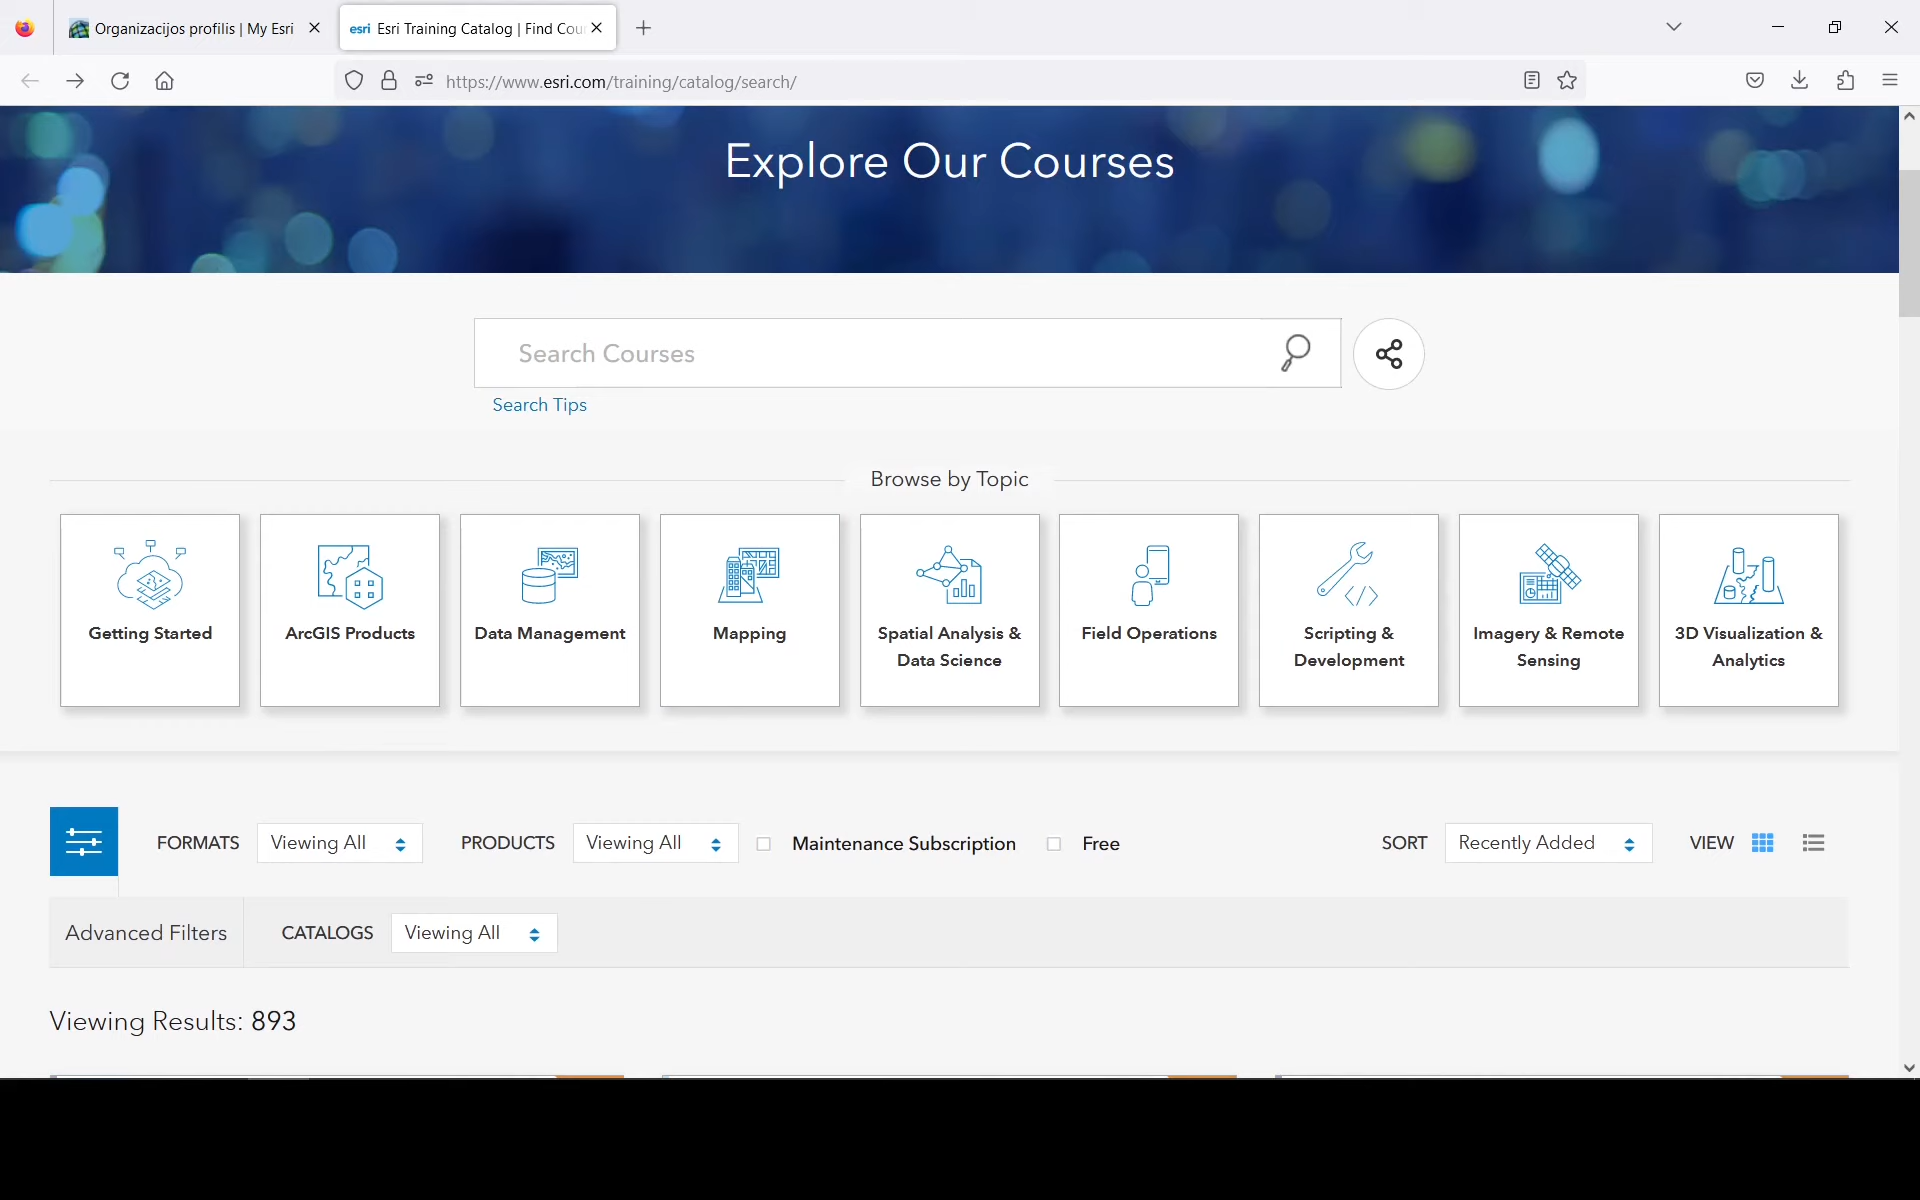 Organizacijos profilis | My Esri
esri Esri Training Catalog | Find Cou
https://www.esri.com/training/catalog/search/
Explore Our Courses
Search Courses
Search Tips
Browse by Topic
Getting Started
ArcGIS Products
Data Management
Mapping
Spatial Analysis &
Data Science
Field Operations
Scripting &
Development
Imagery & Remote
Sensing
3D Visualization &
Analytics
FORMATS Viewing All PRODUCTS Viewing All Maintenance Subscription Free SORT Recently Added VIEW
Advanced Filters CATALOGS Viewing All
Viewing Results: 893